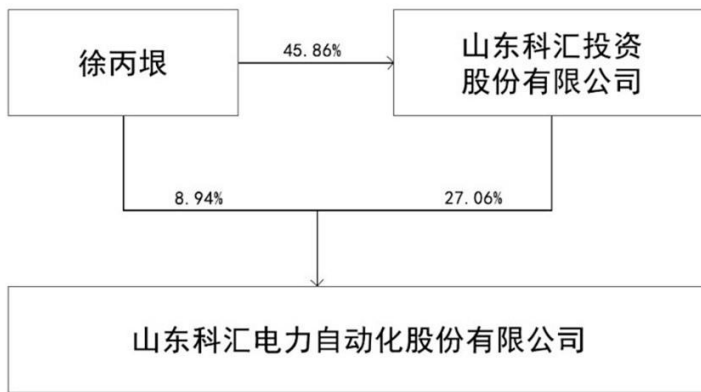 徐丙垠
45.86%
山东科汇投资
股份有限公司
8.94%
27.06%
山东科汇电力自动化股份有限公司